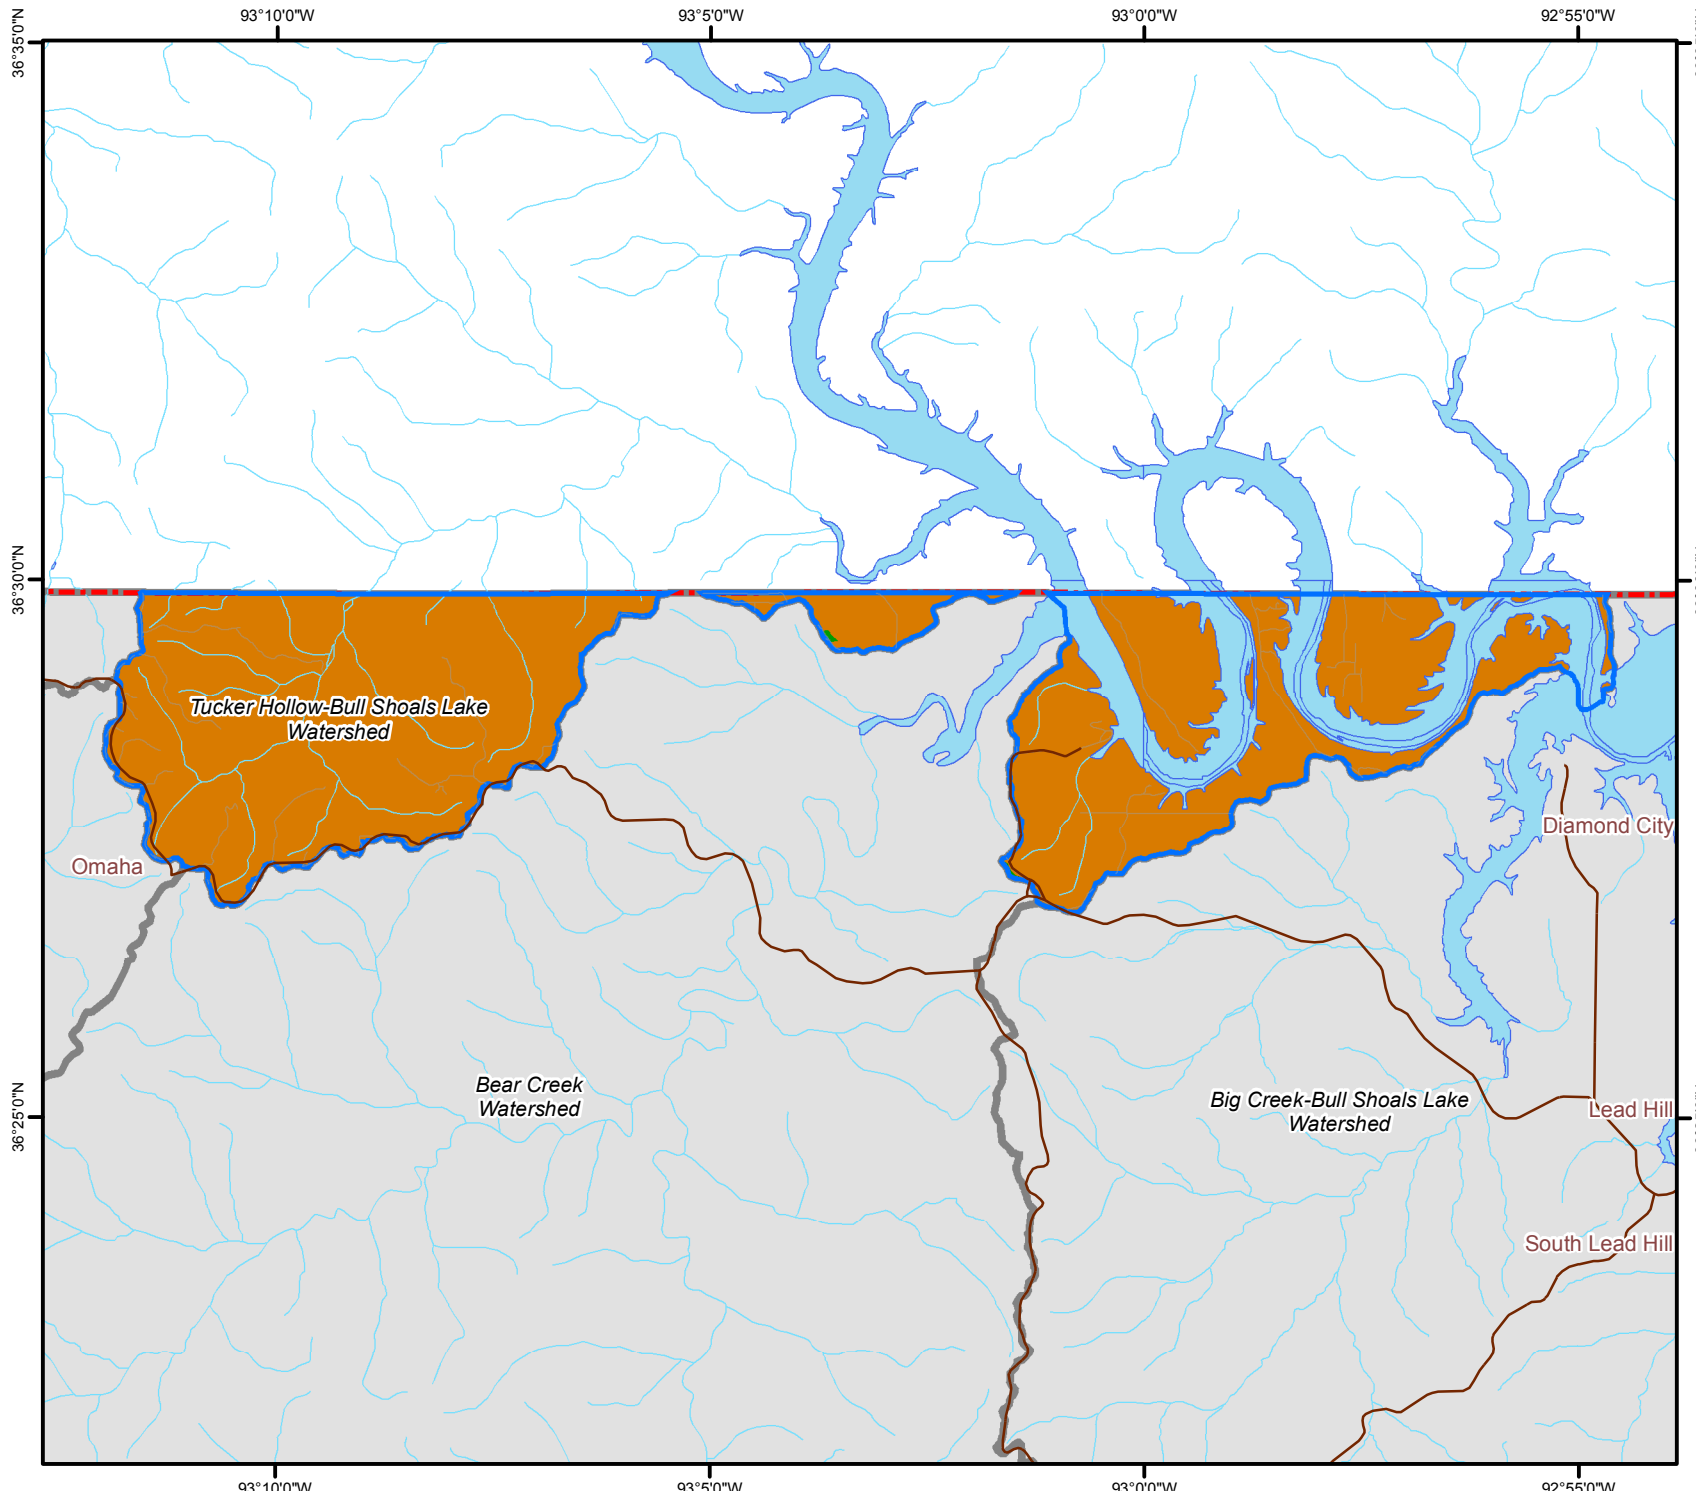 93°10'0"W
93°5'0"W
93°0'0"W
92°55'0"W
36°35'0"N
36°30'0"N
Tucker Hollow-Bull Shoals Lake
Watershed
Diamond City
Omaha
Bear Creek
Watershed
Big Creek-Bull Shoals Lake
Watershed
Lead Hill
36°25'0"N
South Lead Hill
93°10'0"W
93°5'0"W
93°0'0"W
92°55'0"W